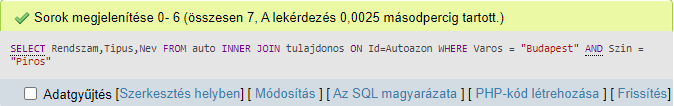 Sorok megjelenítése 0- 6 (összesen 7, A lekérdezés 0,0025 másodpercig tartott.)
SELECT Rendszam,Tipus,Nev FROM auto INNER JOIN tulajdonos ON Id=Autoazon WHERE Varos = "Budapest" AND Szin =
"Piros"
Adatgyűjtés [Szerkesztés helyben] [ Módosítás ] [ Az SQL magyarázata ] [ PHP-kód létrehozása ] [ Frissítés]